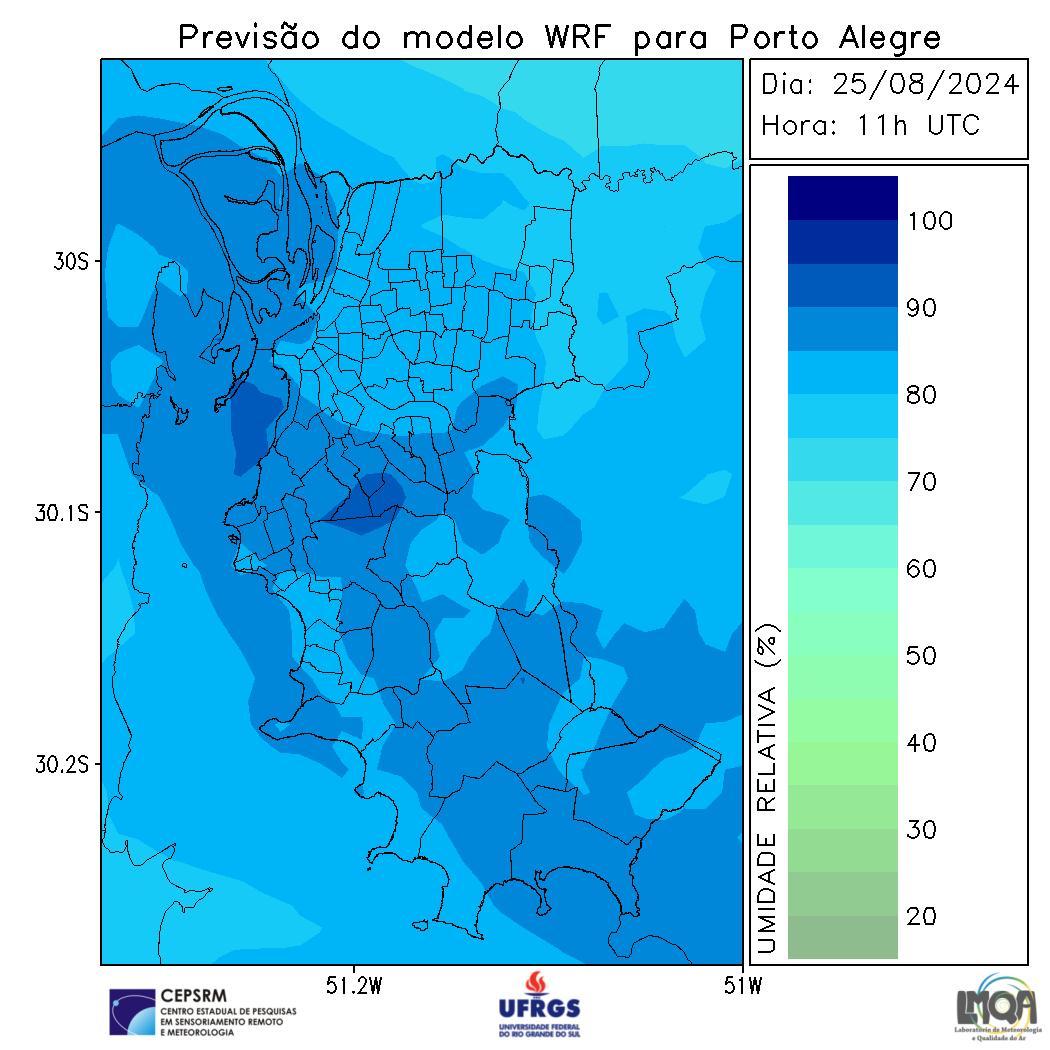 Previsão do modelo WRF para Porto Alegre
Dia: 25/08/2024
Hora: 11h UTC
30S
30.1S
30.2S
51.2W
51W
UMIDADE RELATIVA (%)
100
90
80
70
60
50
40
30
20
CEPSRM
CENTRO ESTADUAL DE PESQUISAS
EM SENSORIAMENTO REMOTO
E METEOROLOGIA
UFRGS
UNIVERSIDADE FEDERAL
DO RIO GRANDE DO SUL
LMQA
Laboratório de Meteorologia
e Qualidade do Ar